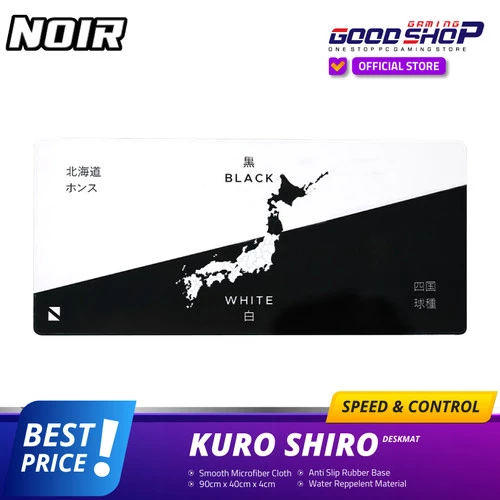 NOIR
GAMING
GOODSHOP
ONE STOP PC GAMING STORE
OFFICIAL STORE
北海道
ホンス
黒
BLACK
WHITE
白
四国
球種
SPEED & CONTROL
BEST
PRICE!
KURO SHIRO DESKMAT
• Smooth Microfiber Cloth
• 90cm x 40cm x 4cm
• Anti Slip Rubber Base
• Water Reppelent Material